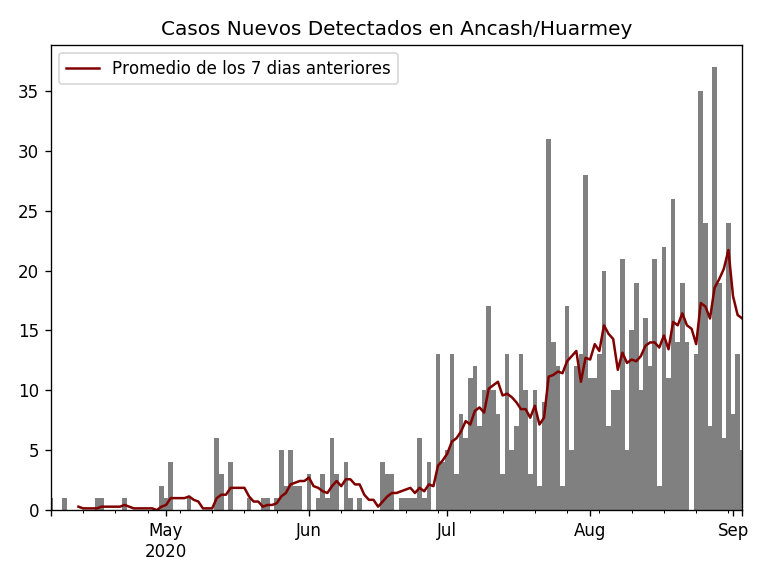 Casos Nuevos Detectados en Ancash/Huarmey
Promedio de los 7 dias anteriores
35
30
25
20
15
10
5
0
May
2020
Jun
Jul
Aug
Sep